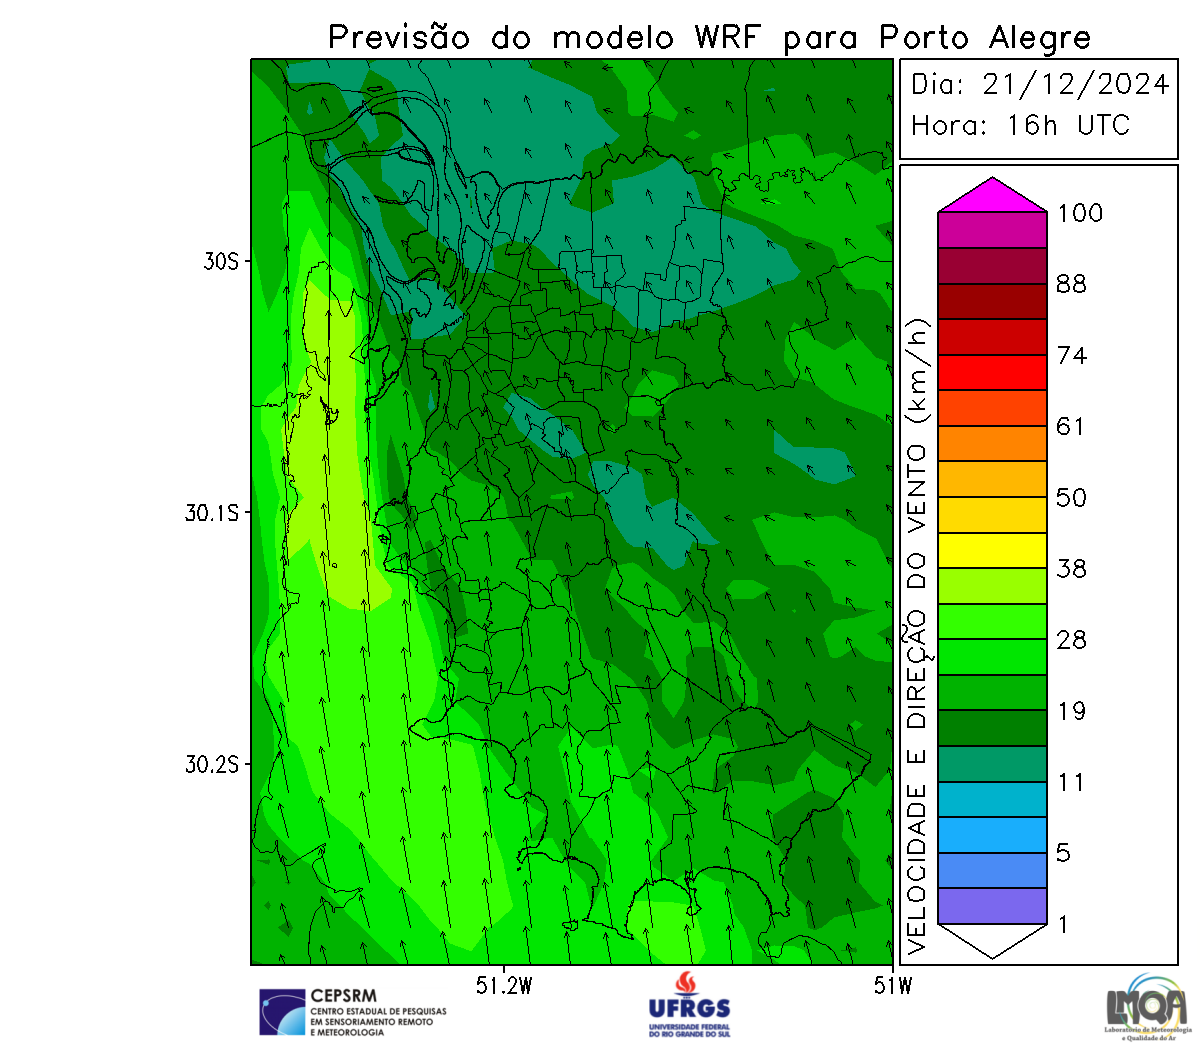 Previsão do modelo WRF para Porto Alegre
Dia: 21/12/2024
Hora: 16h UTC
30S
30.1S
30.2S
51.2W
51W
VELOCIDADE E DIREÇÃO DO VENTO (km/h)
100
88
74
61
50
38
28
19
11
5
1
CEPSRM
CENTRO ESTADUAL DE PESQUISAS
EM SENSORIAMENTO REMOTO
E METEOROLOGIA
UFRGS
UNIVERSIDADE FEDERAL
DO RIO GRANDE DO SUL
LMQA
Laboratório de Meteorologia
e Qualidade do Ar